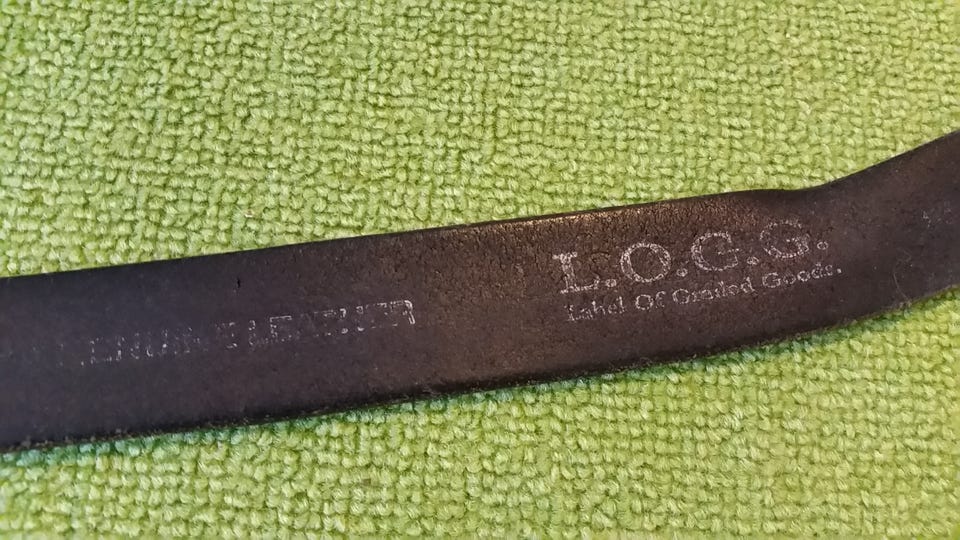 GENUINE LEATHER
L.O.G.G.
Label Of Graded Goods.